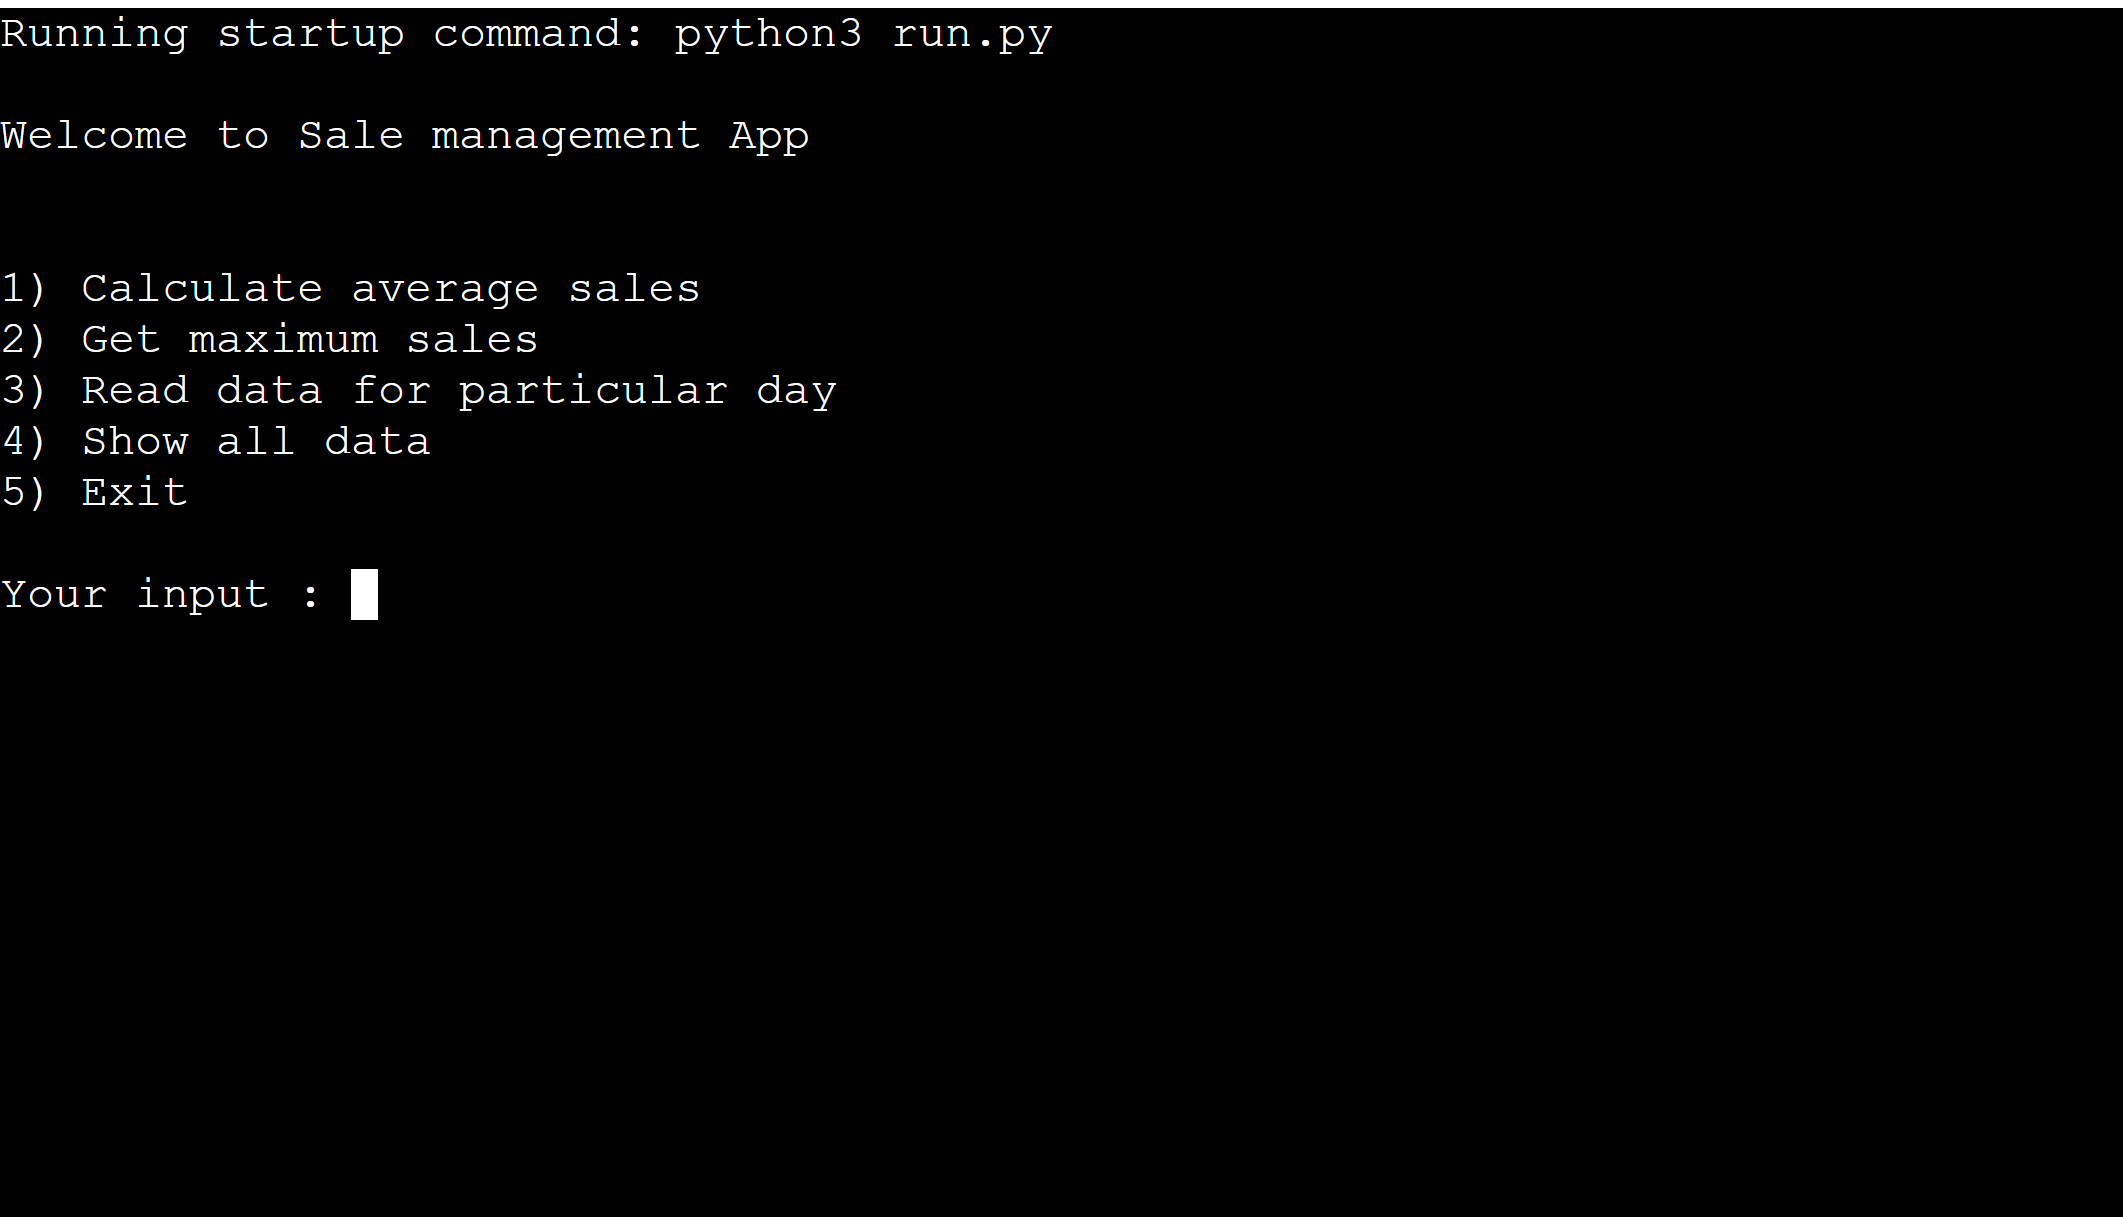 Running startup command: python3 run.py
Welcome to Sale management App
1) Calculate average sales
2) Get maximum sales
3) Read data for particular day
4) Show all data
5) Exit
Your input :